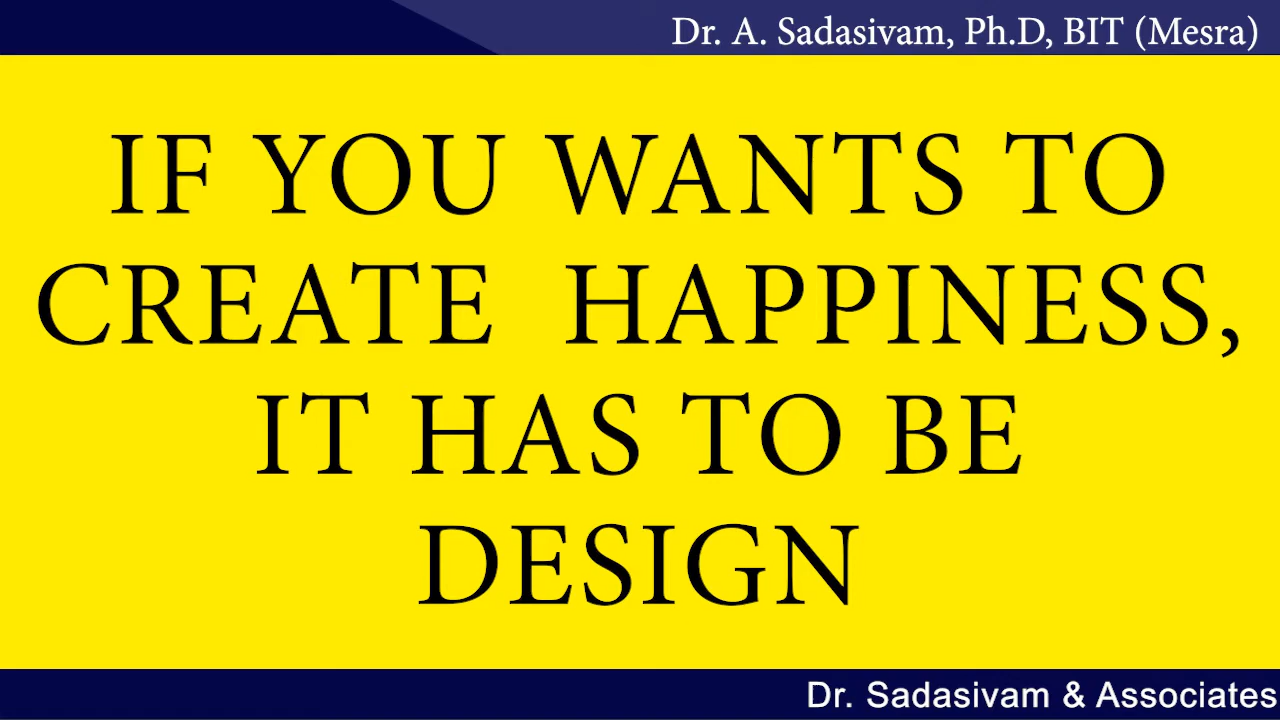 Dr. A. Sadasivam, Ph.D, BIT (Mesra)
IF YOU WANTS TO
CREATE HAPPINESS,
IT HAS TO BE
DESIGN
Dr. Sadasivam & Associates